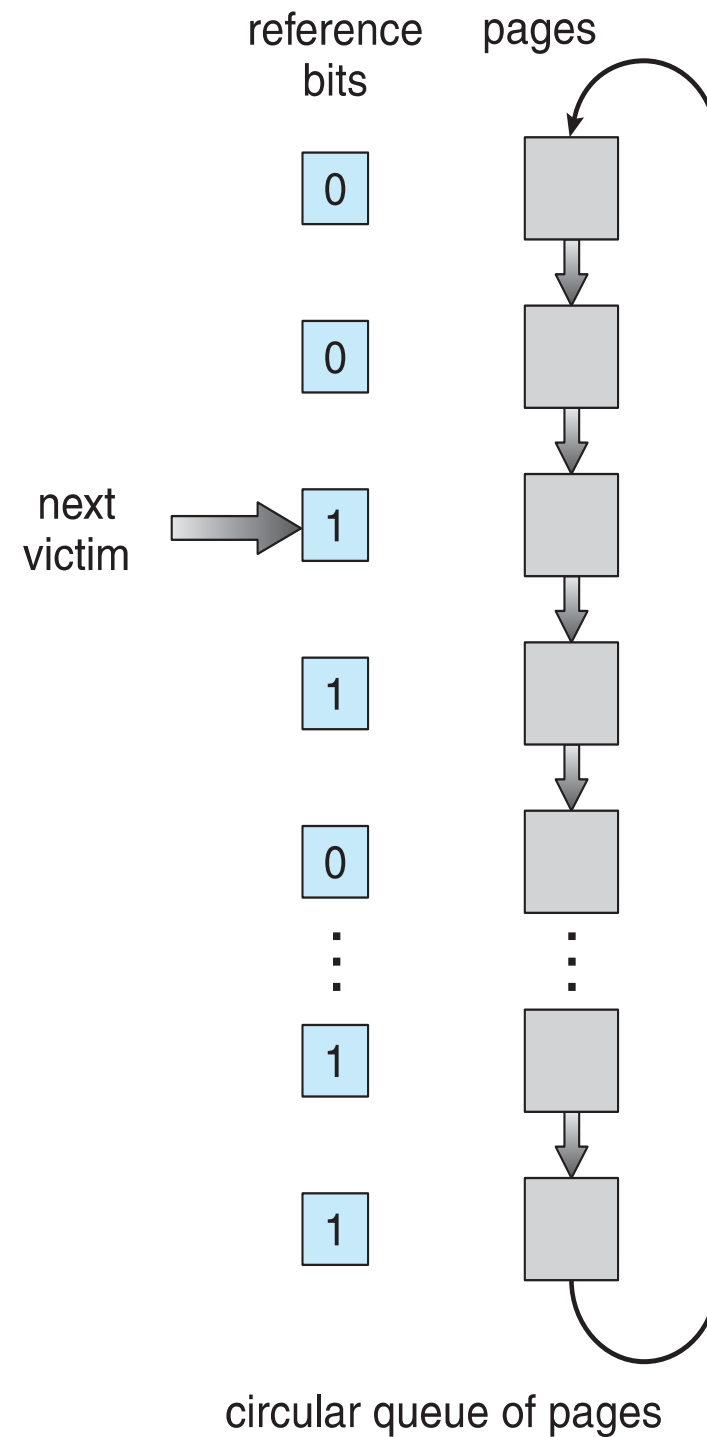 reference pages
bits
0
0
next
victim
1
1
0
1
1
circular queue of pages